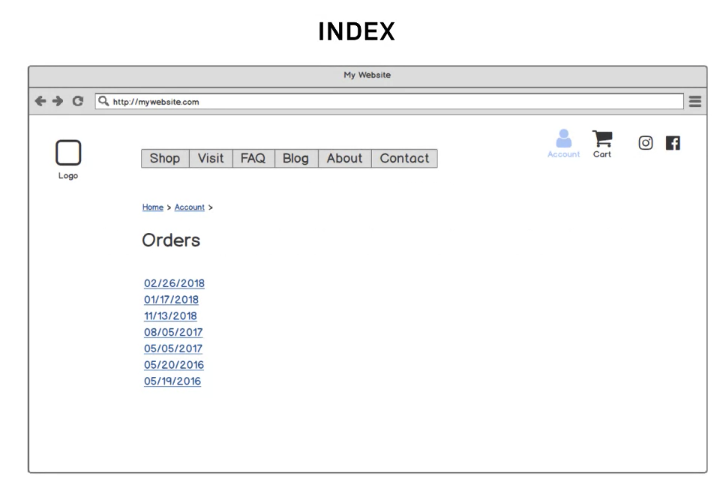 INDEX
My Website
http://mywebsite.com
Logo
Shop Visit FAQ Blog About Contact
Account Cart
Home > Account >
Orders
02/26/2018
01/17/2018
11/13/2018
08/05/2017
05/05/2017
05/20/2016
05/19/2016